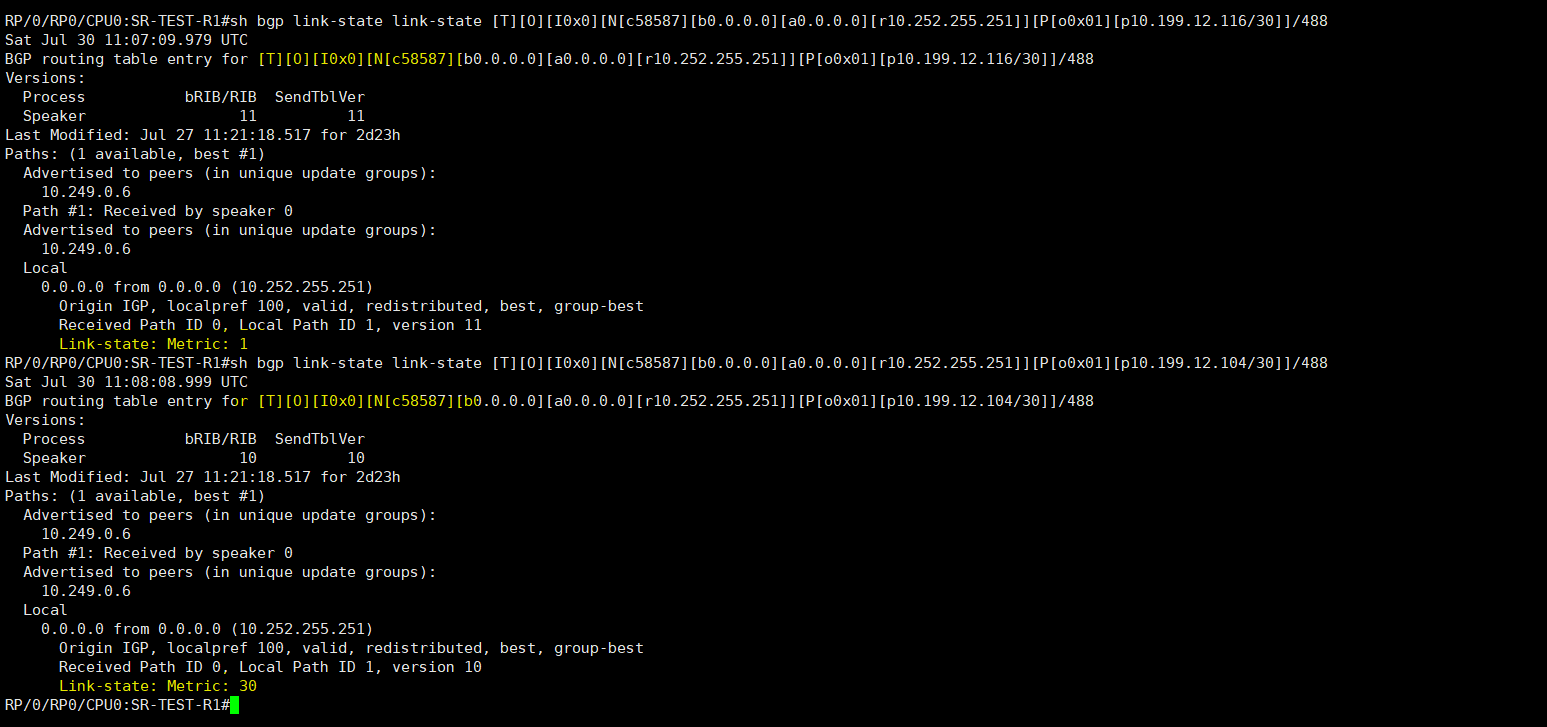 RP/0/RP0/CPU0:SR-TEST-R1#sh bgp link-state link-state [T][O][I0x0][N[c58587][b0.0.0.0][a0.0.0.0][r10.252.255.251]][P[o0x01][p10.199.12.116/30]]/488
Sat Jul 30 11:07:09.979 UTC
BGP routing table entry for [T][O][I0x0][N[c58587][b0.0.0.0][a0.0.0.0][r10.252.255.251]][P[o0x01][p10.199.12.116/30]]/488
Versions:
  Process           bRIB/RIB  SendTblVer
  Speaker                 11          11
Last Modified: Jul 27 11:21:18.517 for 2d23h
Paths: (1 available, best #1)
  Advertised to peers (in unique update groups):
    10.249.0.6
  Path #1: Received by speaker 0
  Advertised to peers (in unique update groups):
    10.249.0.6
  Local
    0.0.0.0 from 0.0.0.0 (10.252.255.251)
      Origin IGP, localpref 100, valid, redistributed, best, group-best
      Received Path ID 0, Local Path ID 1, version 11
      Link-state: Metric: 1
RP/0/RP0/CPU0:SR-TEST-R1#sh bgp link-state link-state [T][O][I0x0][N[c58587][b0.0.0.0][a0.0.0.0][r10.252.255.251]][P[o0x01][p10.199.12.104/30]]/488
Sat Jul 30 11:08:08.999 UTC
BGP routing table entry for [T][O][I0x0][N[c58587][b0.0.0.0][a0.0.0.0][r10.252.255.251]][P[o0x01][p10.199.12.104/30]]/488
Versions:
  Process           bRIB/RIB  SendTblVer
  Speaker                 10          10
Last Modified: Jul 27 11:21:18.517 for 2d23h
Paths: (1 available, best #1)
  Advertised to peers (in unique update groups):
    10.249.0.6
  Path #1: Received by speaker 0
  Advertised to peers (in unique update groups):
    10.249.0.6
  Local
    0.0.0.0 from 0.0.0.0 (10.252.255.251)
      Origin IGP, localpref 100, valid, redistributed, best, group-best
      Received Path ID 0, Local Path ID 1, version 10
      Link-state: Metric: 30
RP/0/RP0/CPU0:SR-TEST-R1#